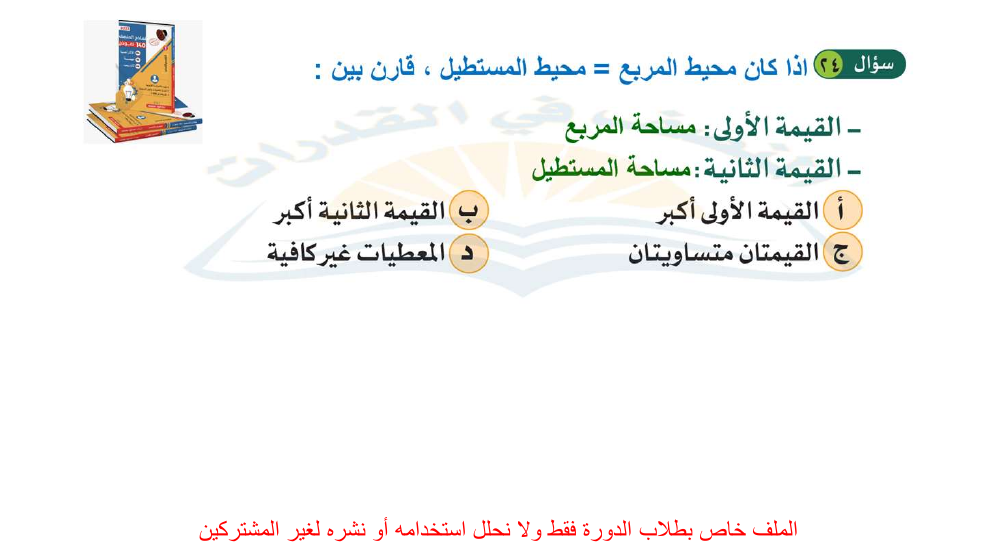 سؤال ٢٤ اذا كان محيط المربع = محيط المستطيل ، قارن بين :
– القيمة الأولى: مساحة المربع
– القيمة الثانية: مساحة المستطيل
أ القيمة الأولى أكبر ب القيمة الثانية أكبر
ج القيمتان متساويتان د المعطيات غير كافية
الملف خاص بطلاب الدورة فقط ولا نحلل استخدامه أو نشره لغير المشتركين